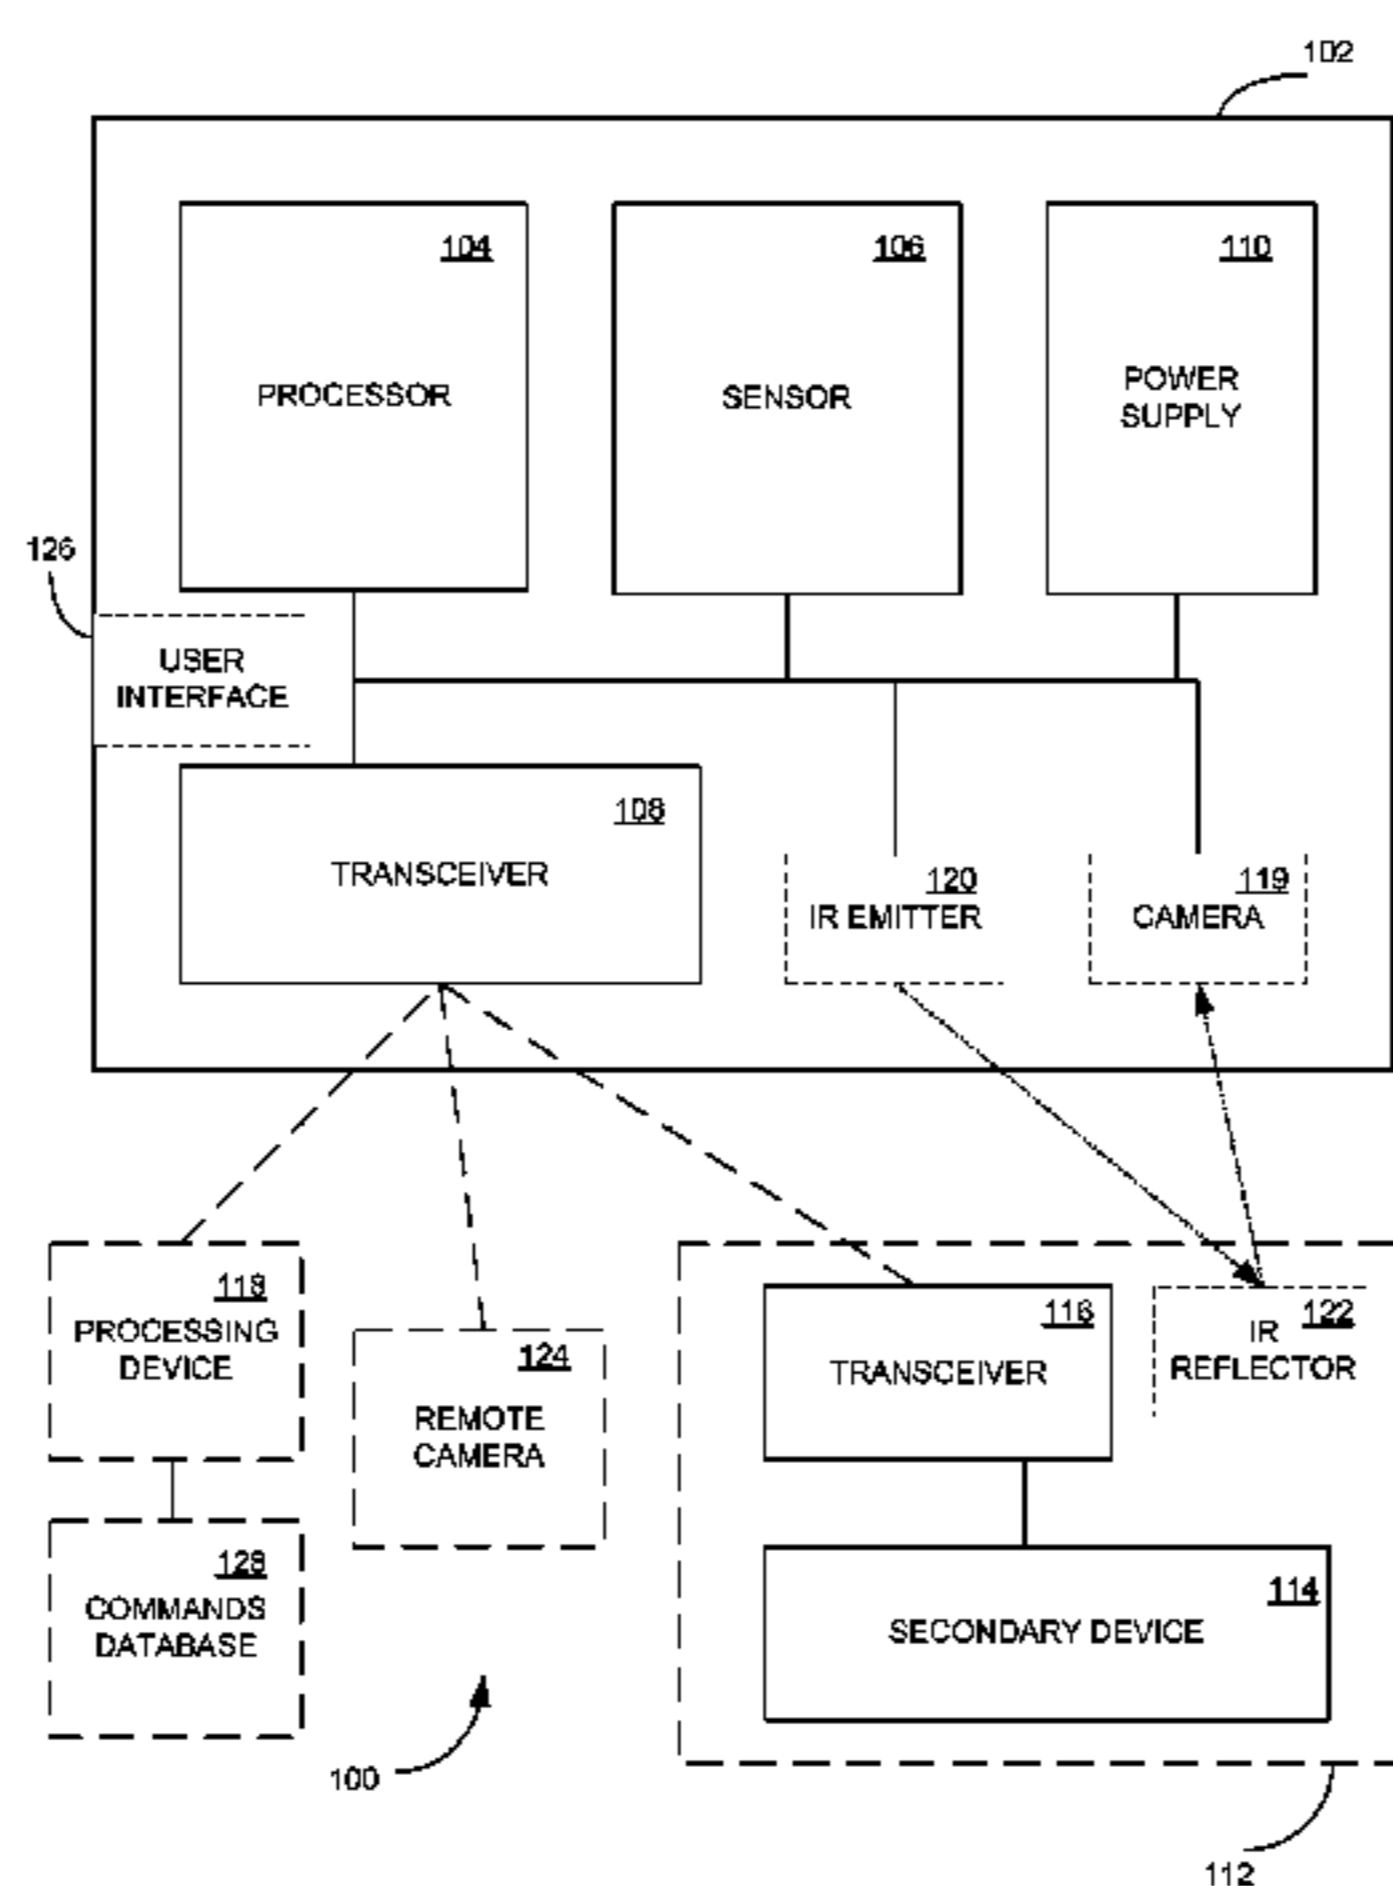 102
104
PROCESSOR
106
SENSOR
110
POWER
SUPPLY
126
USER
INTERFACE
108
TRANSCEIVER
120
IR EMITTER
119
CAMERA
118
PROCESSING
DEVICE
124
REMOTE
CAMERA
116
TRANSCEIVER
122
IR
REFLECTOR
128
COMMANDS
DATABASE
114
SECONDARY DEVICE
100
112